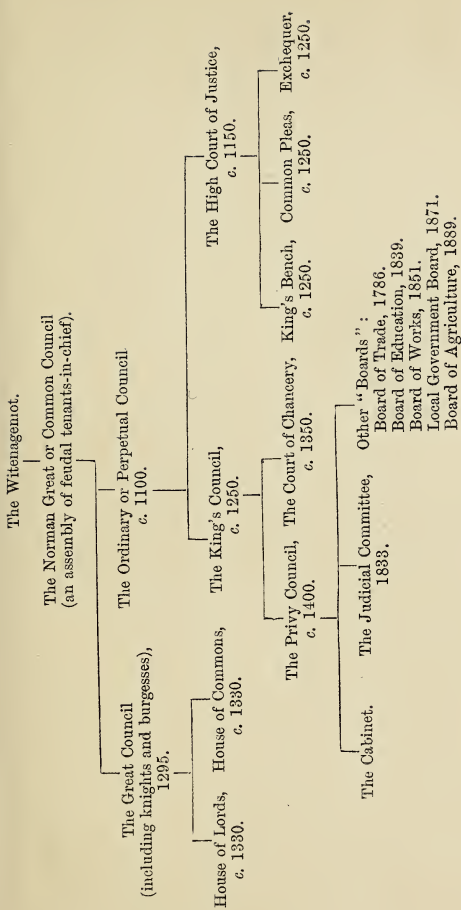 The Witenagemot.
The Norman Great or Common Council
(an assembly of feudal tenants-in-chief).
The Great Council
(including knights and burgesses),
1295.
The Ordinary or Perpetual Council
c. 1100.
House of Lords,
c. 1330.
House of Commons,
c. 1330.
The King's Council,
c. 1250.
The High Court of Justice,
c. 1150.
The Privy Council,
c. 1400.
The Court of Chancery,
c. 1350.
King's Bench,
c. 1250.
Common Pleas,
c. 1250.
Exchequer,
c. 1250.
The Cabinet.
The Judicial Committee,
1833.
Other "Boards":
Board of Trade, 1786.
Board of Education, 1839.
Board of Works, 1851.
Local Government Board, 1871.
Board of Agriculture, 1889.